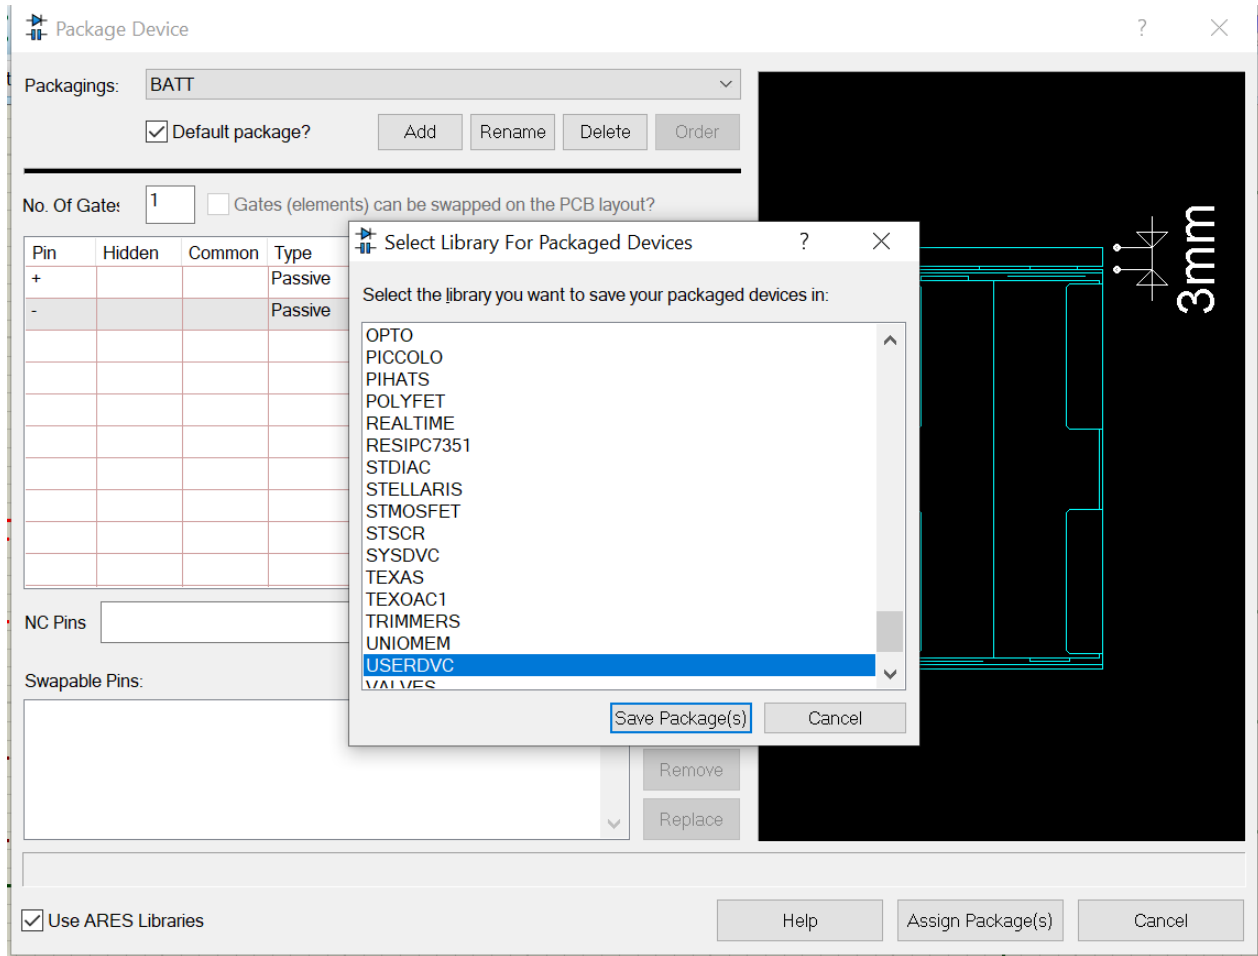 Package Device
Packagings: BATT
Default package? Add Rename Delete Order
No. Of Gates: 1 Gates (elements) can be swapped on the PCB layout?
Pin Hidden Common Type
+ Passive
- Passive
NC Pins
Swapable Pins:
Select Library For Packaged Devices
Select the library you want to save your packaged devices in:
OPTO
PICCOLO
PIHATS
POLYFET
REALTIME
RESIPC7351
STDIAC
STELLARIS
STMOSFET
STSCR
SYSDVC
TEXAS
TEXOAC1
TRIMMERS
UNIOMEM
USERDVC
VALVES
Save Package(s) Cancel
3mm
Remove
Replace
Use ARES Libraries Help Assign Package(s) Cancel